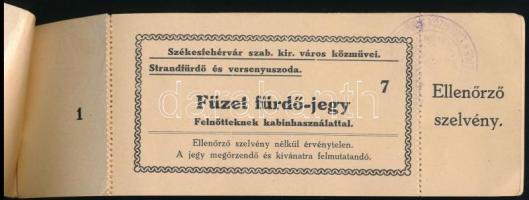 1
Székesfehérvár szab. kir. város közművei.
Strandfürdő és versenyuszoda.
7
Füzet fürdő-jegy
Felnőtteknek kabinhasználattal.
Ellenőrző szelvény nélkül érvénytelen.
A jegy megőrzendő és kívánatra felmutatandó.
Ellenőrző
szelvény.
darabanth